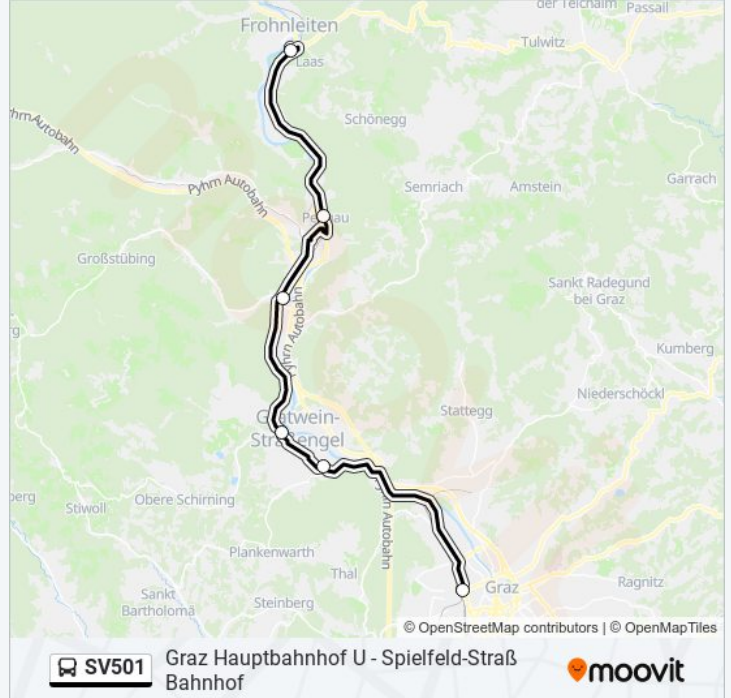 der Teichalm
Passail
Frohnleiten
Tulwitz
Laas
Schönegg
Pyhrn Autobahn
Semriach
Arnstein
Garrach
Großstübing
Sankt Radegund
bei Graz
Pyhrn Autobahn
Kumberg
Niederschöckl
Stattegg
Obere Schirning
Stiwoll
Plankenwarth
Thal
Graz
Ragnitz
Sankt
Bartholomä
Steinberg
© OpenStreetMap contributors | © OpenMapTiles
SV501
Graz Hauptbahnhof U - Spielfeld-Straß
Bahnhof
moovit